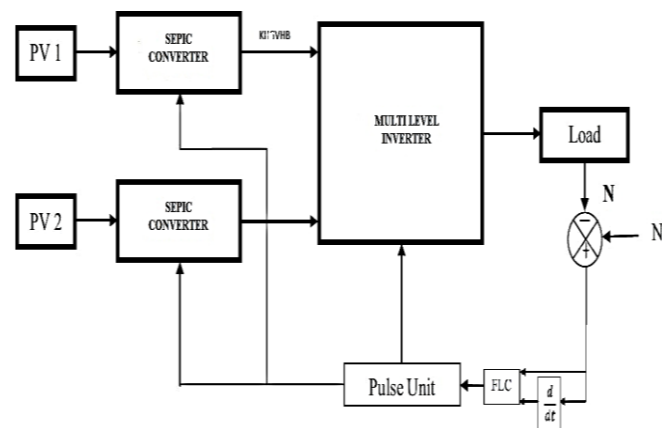 PV 1
SEPIC
CONVERTER
MULTI LEVEL
INVERTER
Load
N
PV 2
SEPIC
CONVERTER
−
+
N
Pulse Unit
FLC
d
dt